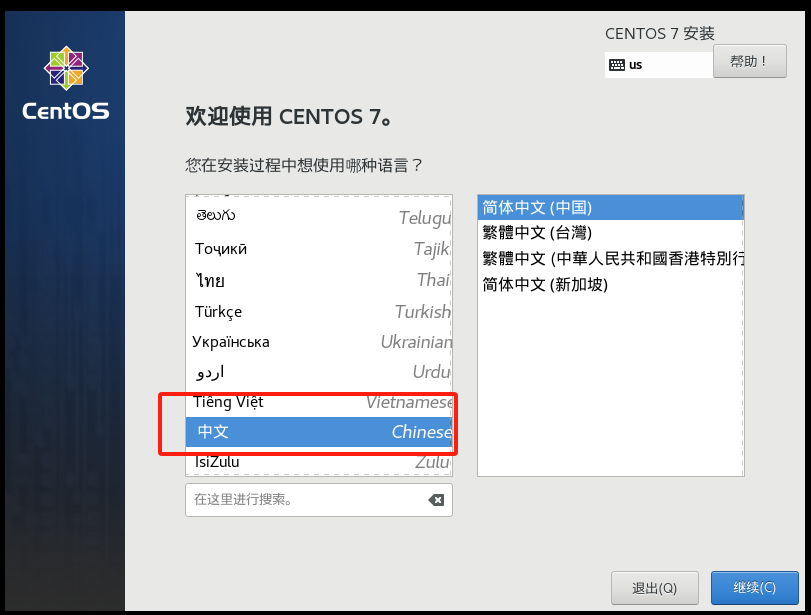 CentOS
CENTOS 7 安装
us
帮助！
欢迎使用 CENTOS 7。
您在安装过程中想使用哪种语言？
తెలుగు Telugu
Тоҷикӣ Tajik
ไทย Thai
Türkçe Turkish
Українська Ukrainian
اردو Urdu
Tiếng Việt Vietnamese
中文 Chinese
IsiZulu Zulu
简体中文 (中国)
繁體中文 (台灣)
繁體中文 (中華人民共和國香港特別行
简体中文 (新加坡)
在这里进行搜索。
退出(Q)
继续(C)